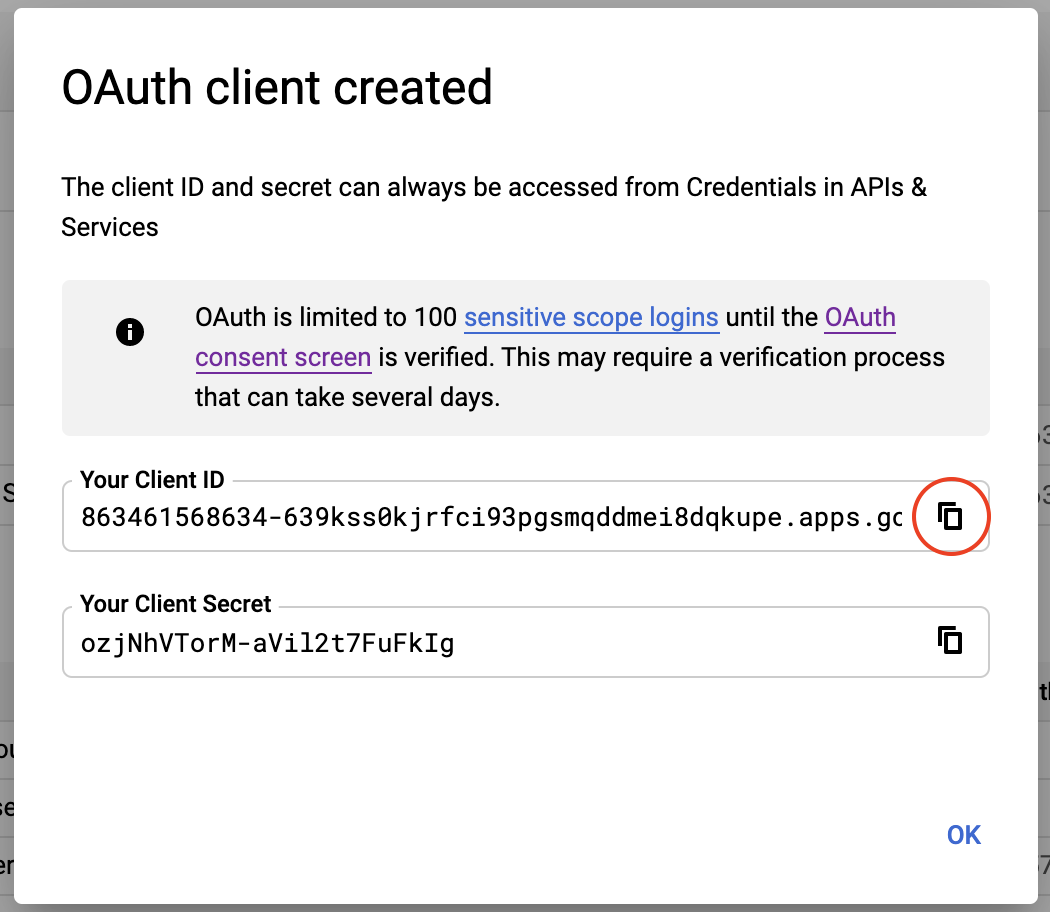 OAuth client created
The client ID and secret can always be accessed from Credentials in APIs &
Services
OAuth is limited to 100 sensitive scope logins until the OAuth
consent screen is verified. This may require a verification process
that can take several days.
Your Client ID
863461568634-639kss0kjrfci93pgsmqddmei8dqkupe.apps.gc
Your Client Secret
ozjNhVTorM-aVil2t7FuFkIg
OK